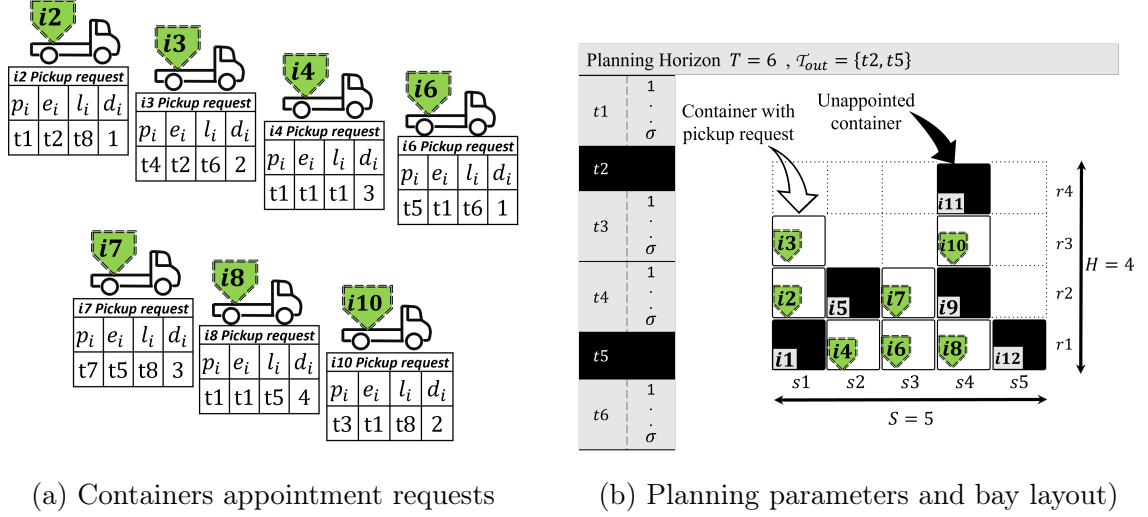 i2
i3
i4
i6
i2 Pickup request
p_i e_i l_i d_i
t1 t2 t8 1
i3 Pickup request
p_i e_i l_i d_i
t4 t2 t6 2
i4 Pickup request
p_i e_i l_i d_i
t1 t1 t1 3
i6 Pickup request
p_i e_i l_i d_i
t5 t1 t6 1
i7
i8
i10
i7 Pickup request
p_i e_i l_i d_i
t7 t5 t8 3
i8 Pickup request
p_i e_i l_i d_i
t1 t1 t5 4
i10 Pickup request
p_i e_i l_i d_i
t3 t1 t8 2
(a) Containers appointment requests
Planning Horizon T = 6 , 𝒯_out = {t2, t5}
t1 1 . . σ
t2
t3 1 . . σ
t4 1 . . σ
t5
t6 1 . . σ
Container with
pickup request
Unappointed
container
i11 r4
i3 i10 r3
H = 4
i2 i5 i7 i9 r2
i1 i4 i6 i8 i12 r1
s1 s2 s3 s4 s5
S = 5
(b) Planning parameters and bay layout)